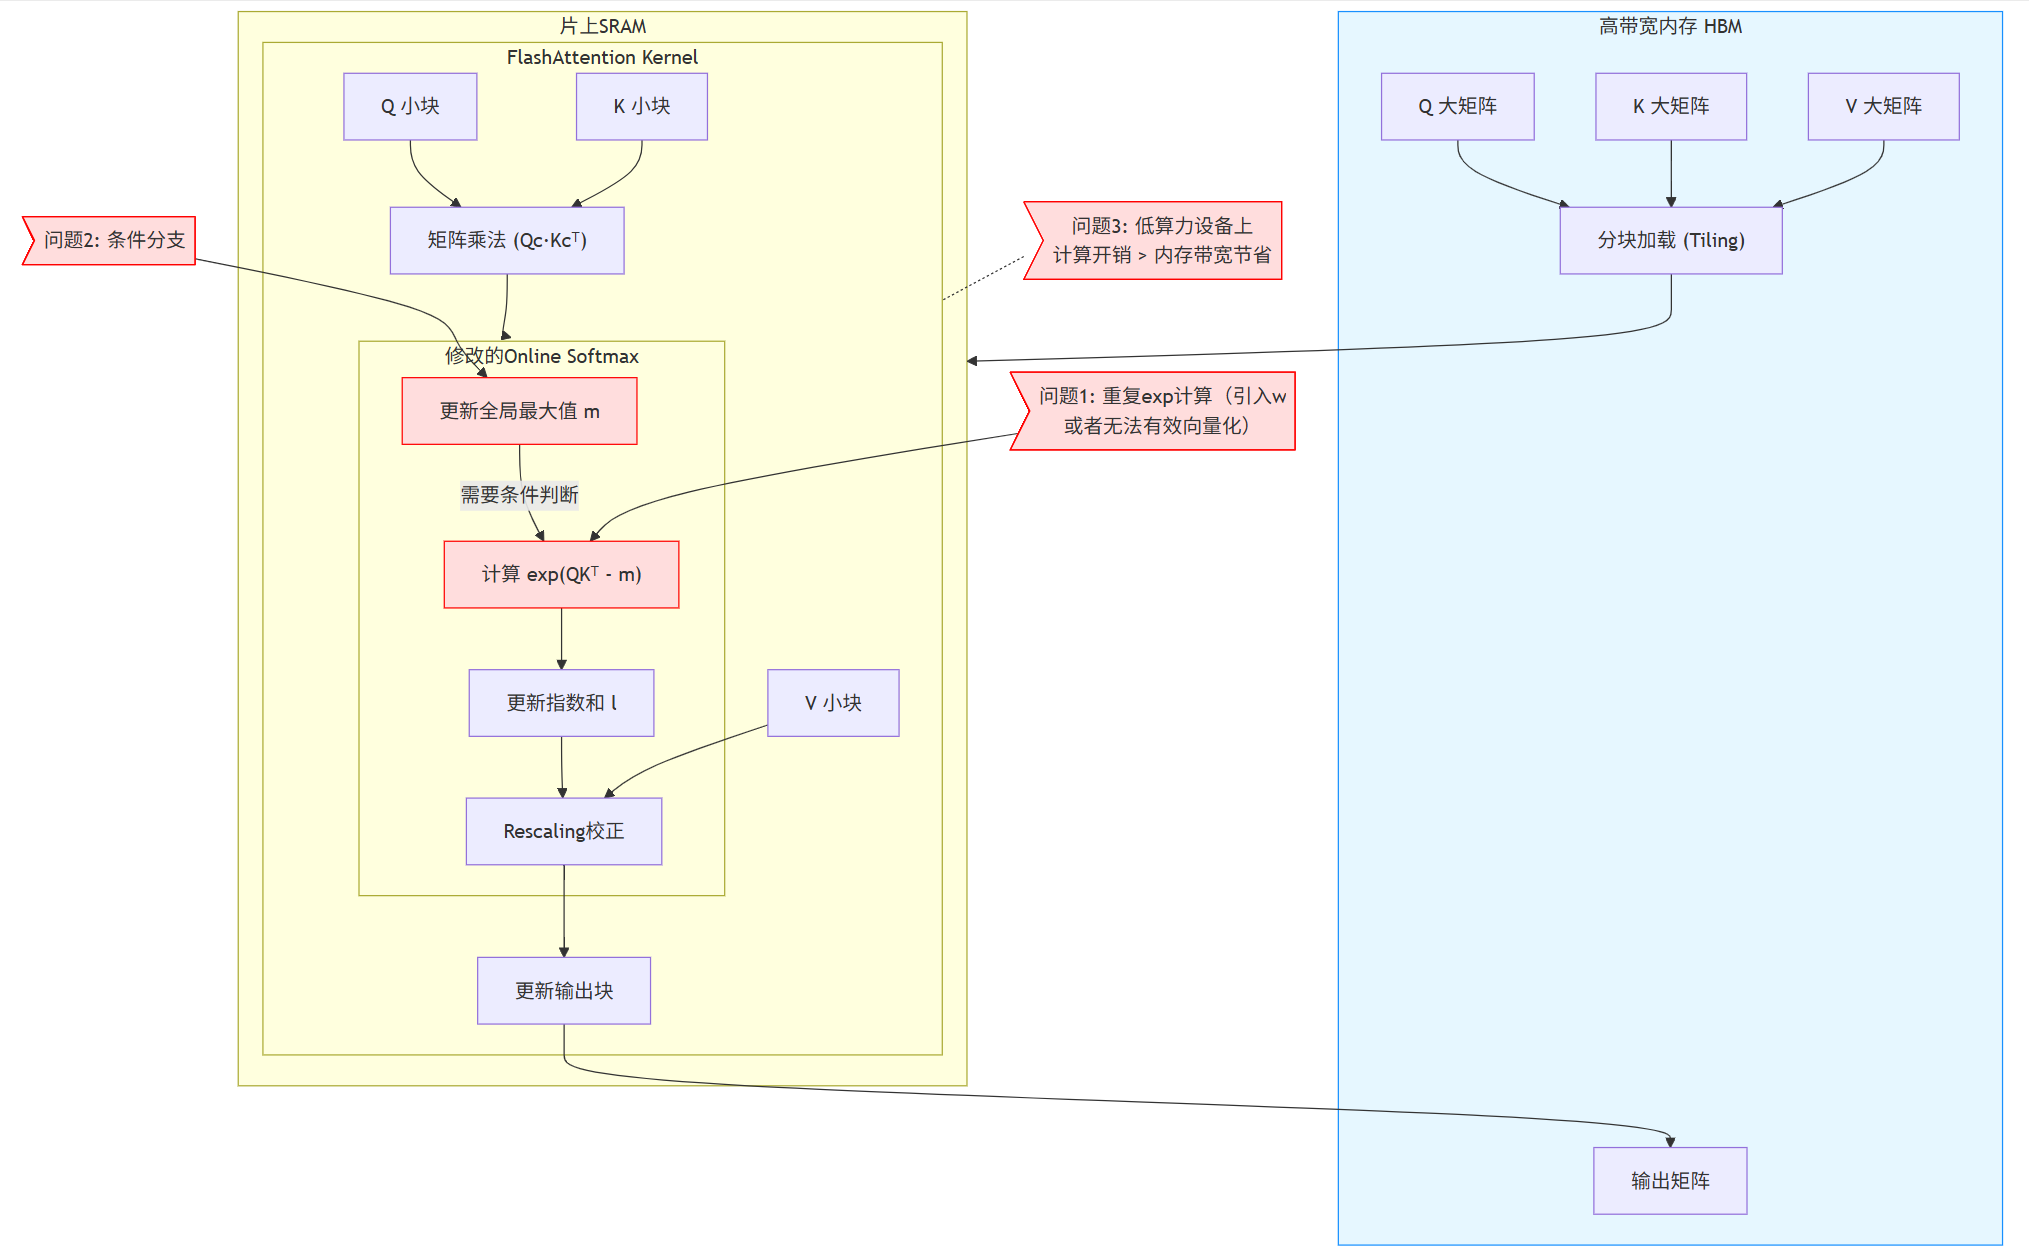 片上SRAM
FlashAttention Kernel
Q 小块
K 小块
矩阵乘法 (Qc·Kcᵀ)
问题2: 条件分支
修改的Online Softmax
更新全局最大值 m
需要条件判断
计算 exp(QKᵀ - m)
更新指数和 l
V 小块
Rescaling校正
更新输出块
问题3: 低算力设备上
计算开销 > 内存带宽节省
问题1: 重复exp计算（引入w
或者无法有效向量化）
高带宽内存 HBM
Q 大矩阵
K 大矩阵
V 大矩阵
分块加载 (Tiling)
输出矩阵